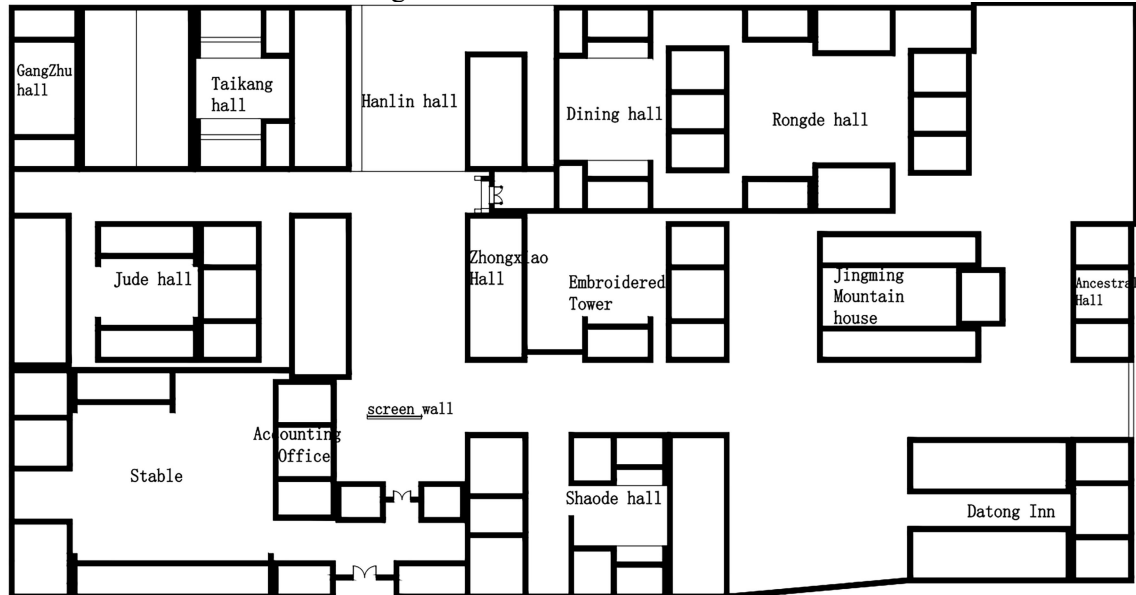 GangZhu
hall
Taikang
hall
Hanlin hall
Dining hall
Rongde hall
Jude hall
Zhongxiao
Hall
Embroidered
Tower
Jingming
Mountain
house
Ancestral
Hall
screen wall
Accounting
Office
Stable
Shaode hall
Datong Inn